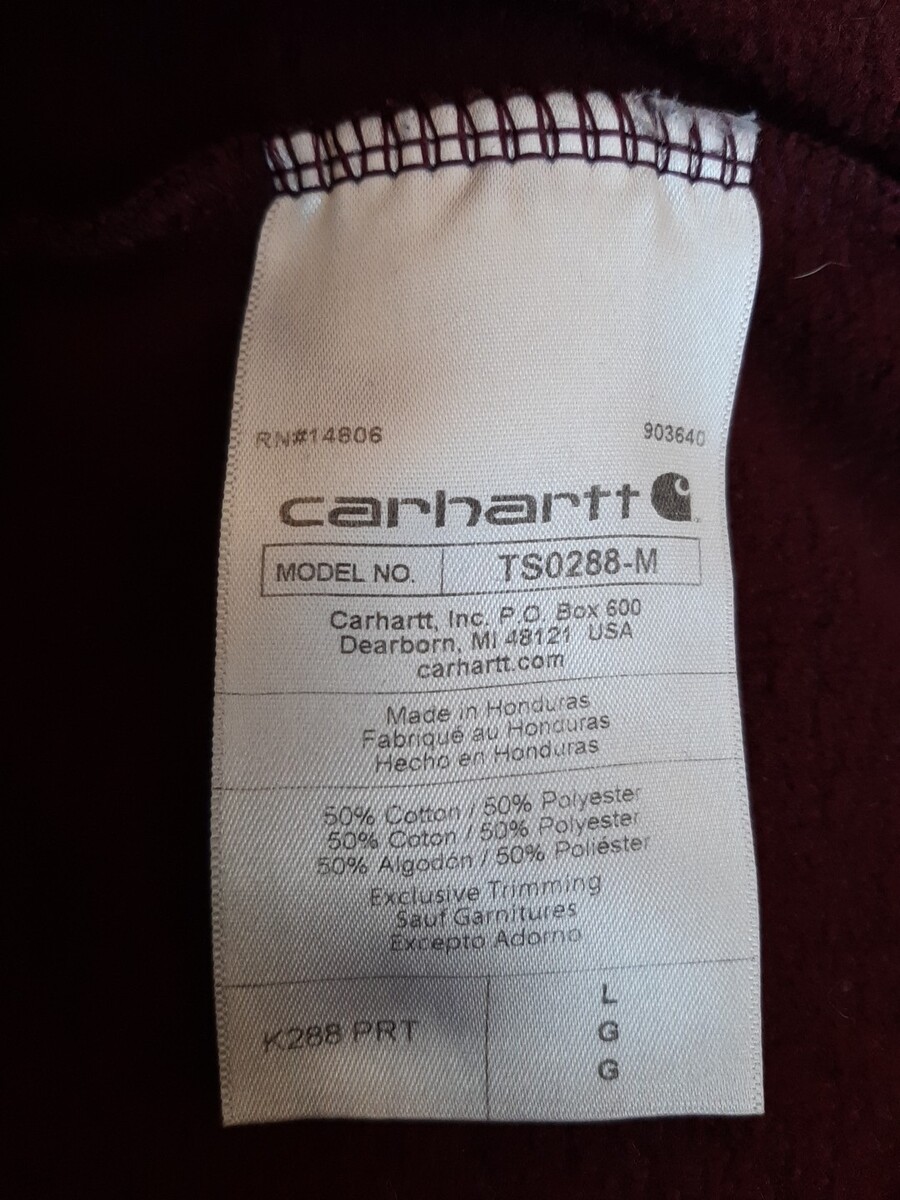 RN#14806 903640
carhartt
MODEL NO. TS0288-M
Carhartt, Inc. P.O. Box 600
Dearborn, MI 48121 USA
carhartt.com
Made in Honduras
Fabriqué au Honduras
Hecho en Honduras
50% Cotton / 50% Polyester
50% Coton / 50% Polyester
50% Algodón / 50% Poliéster
Exclusive Trimming
Sauf Garnitures
Excepto Adorno
K288 PRT
L
G
G